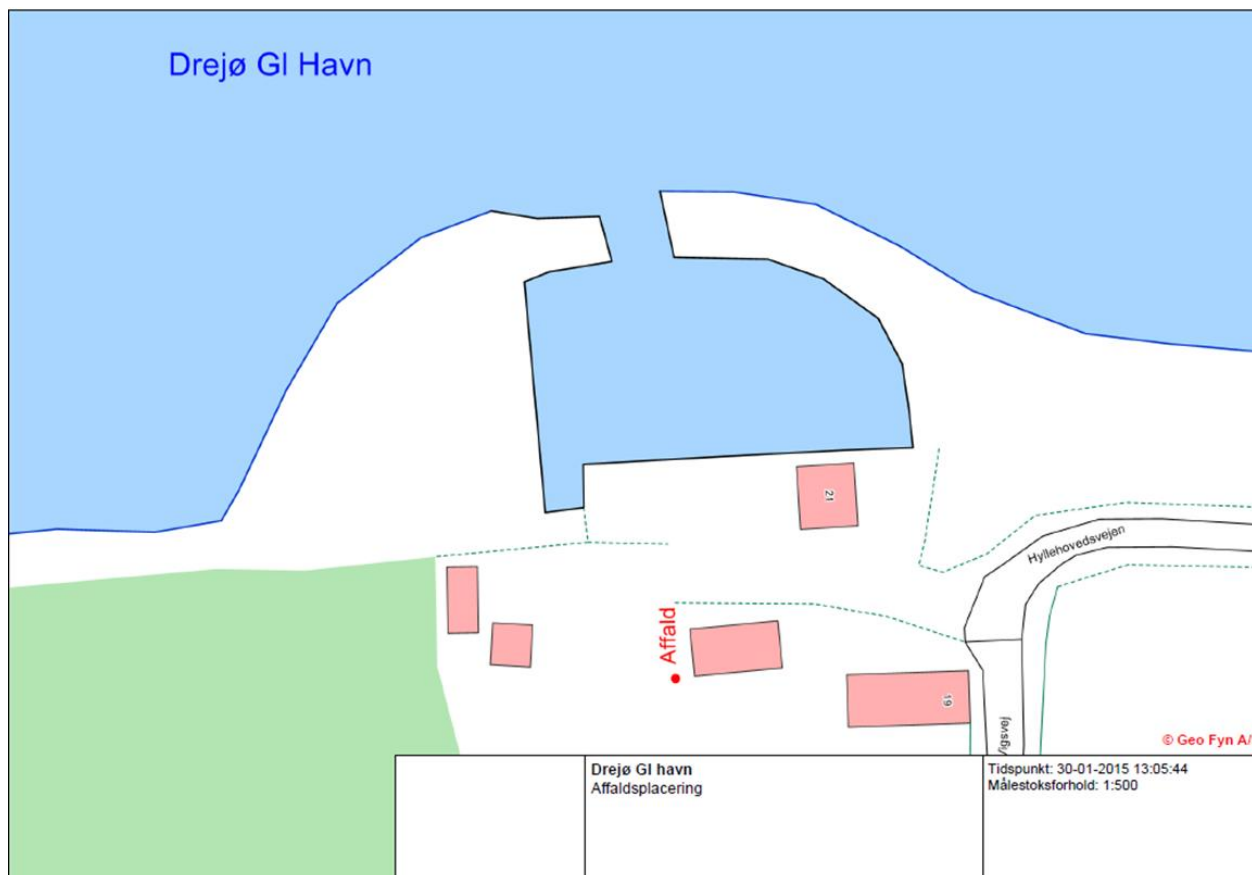 Drejø Gl Havn
21
Hyllehovedsvejen
Affald
19
© Geo Fyn A/
Drejø Gl havn
Affaldsplacering
Tidspunkt: 30-01-2015 13:05:44
Målestoksforhold: 1:500